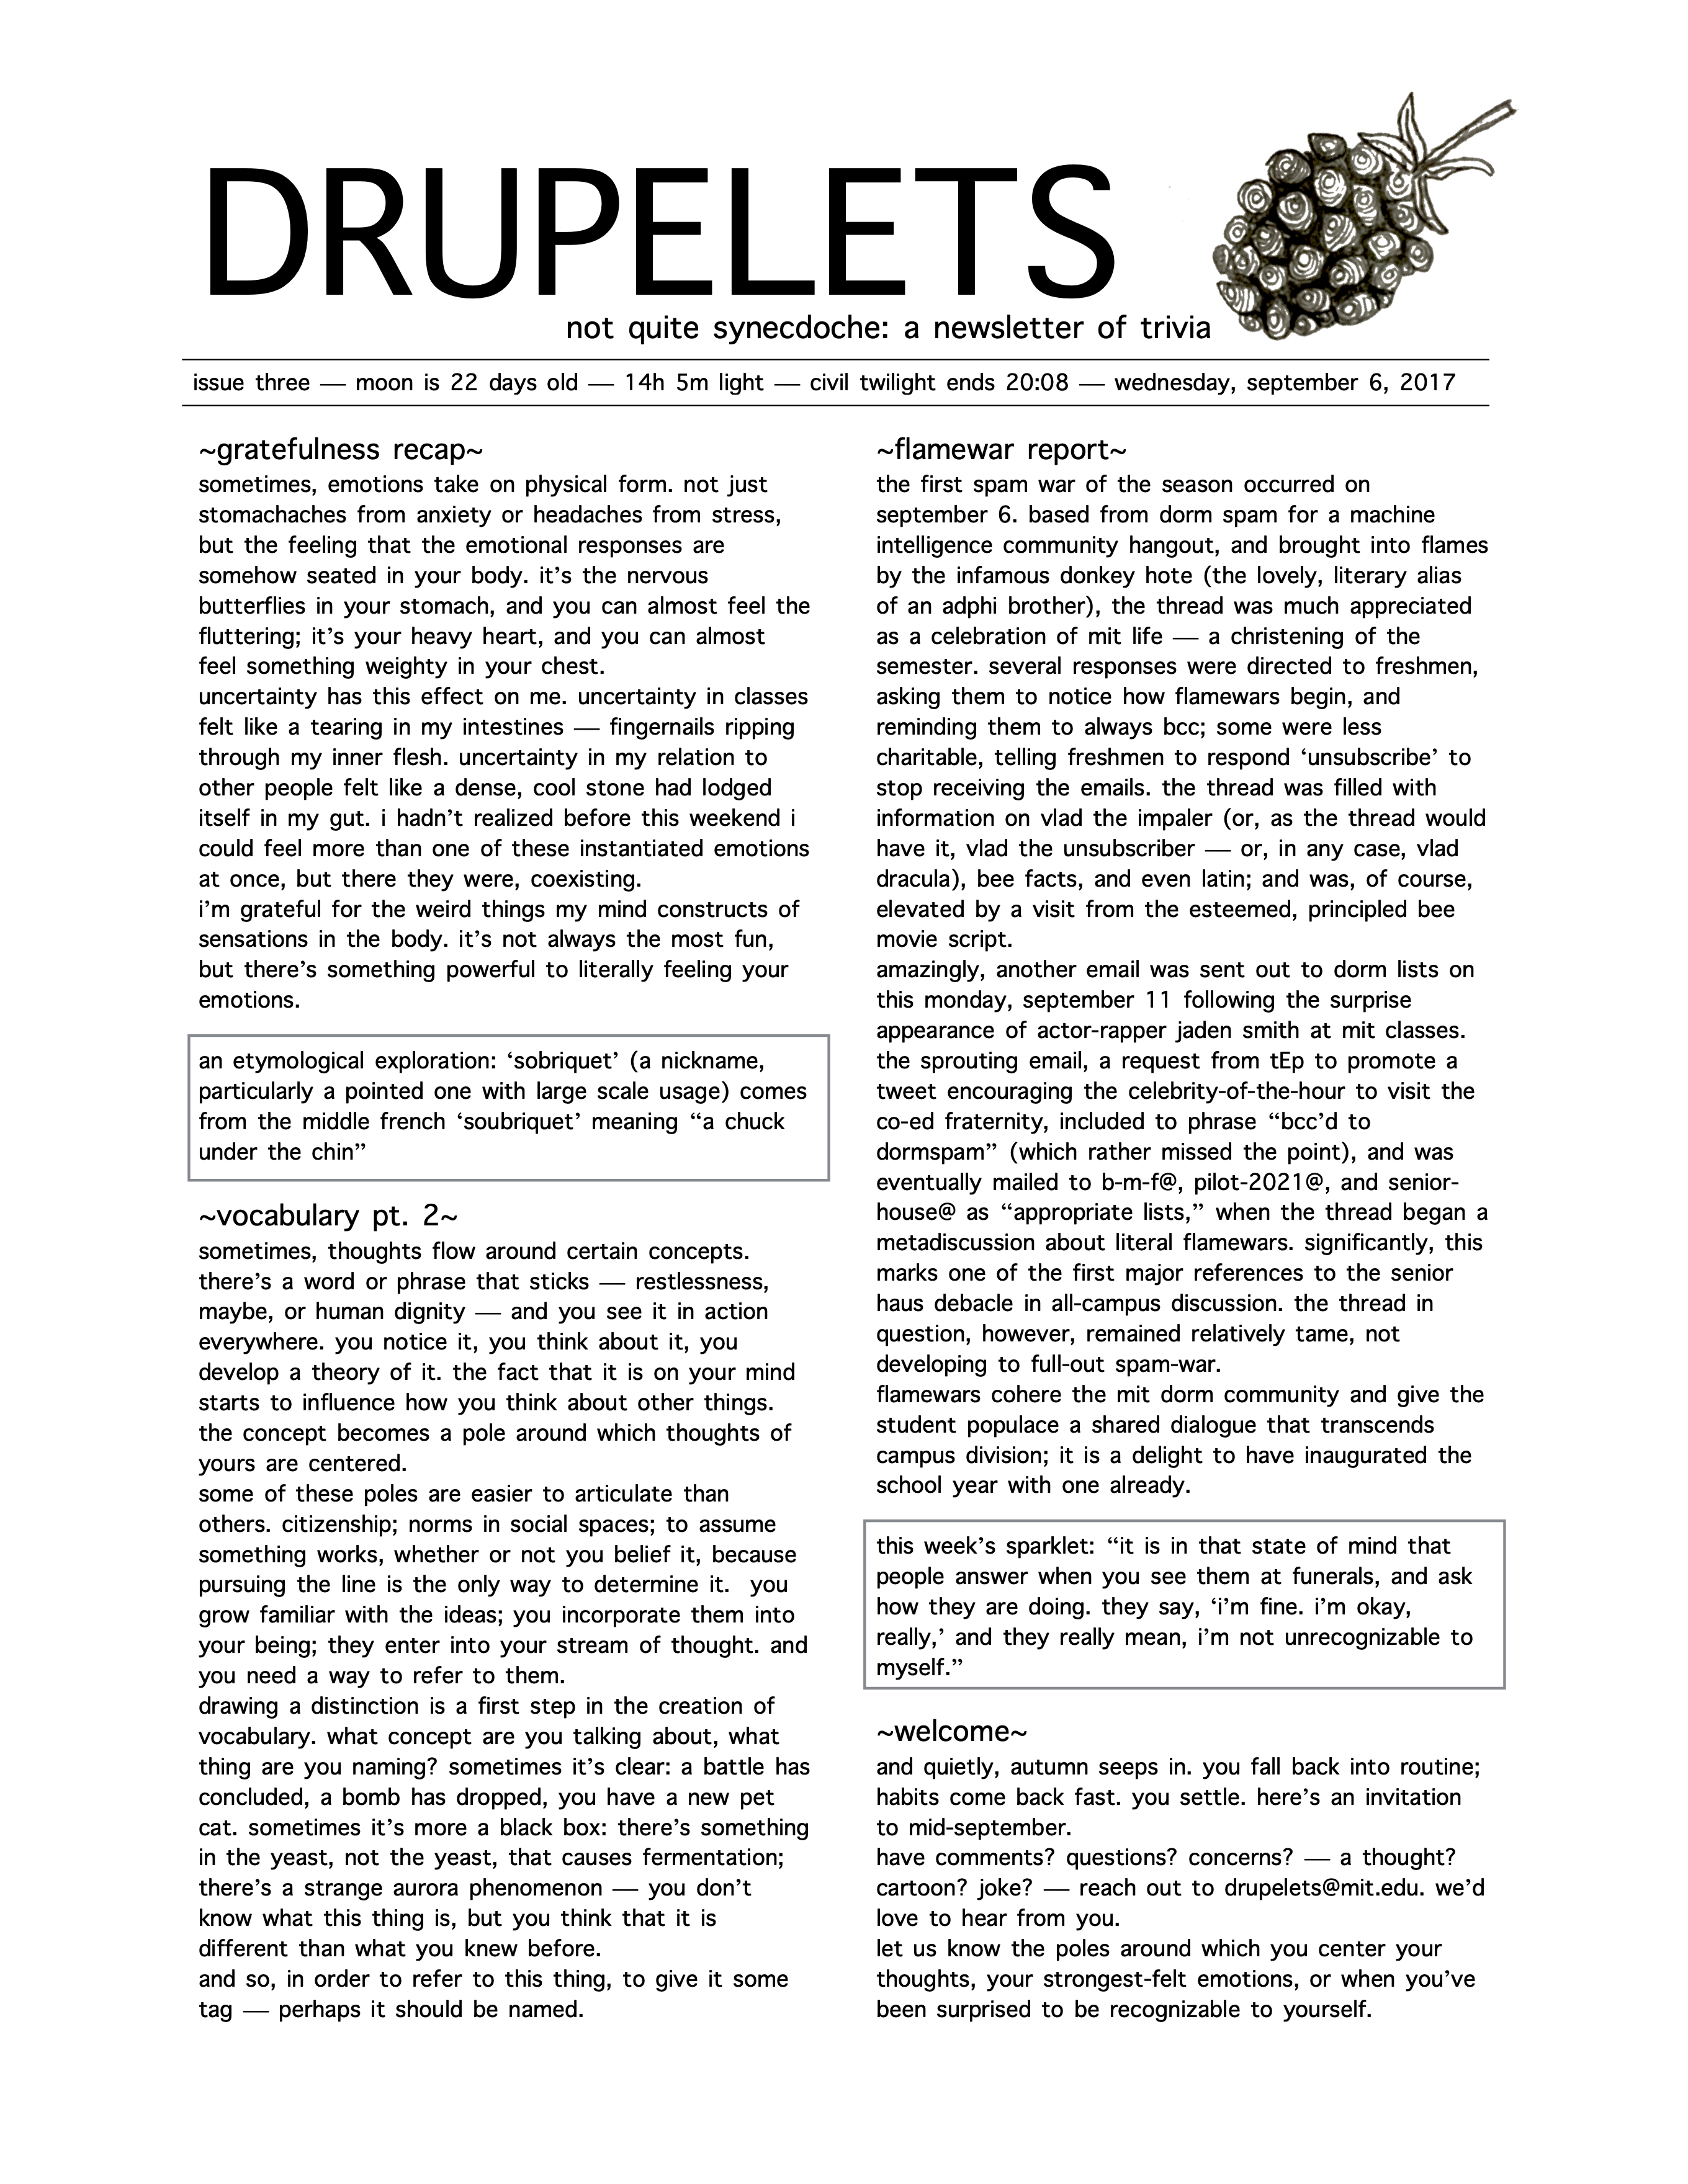 DRUPELETS
not quite synecdoche: a newsletter of trivia
issue three — moon is 22 days old — 14h 5m light — civil twilight ends 20:08 — wednesday, september 6, 2017
~gratefulness recap~
sometimes, emotions take on physical form. not just
stomachaches from anxiety or headaches from stress,
but the feeling that the emotional responses are
somehow seated in your body. it’s the nervous
butterflies in your stomach, and you can almost feel the
fluttering; it’s your heavy heart, and you can almost
feel something weighty in your chest.
uncertainty has this effect on me. uncertainty in classes
felt like a tearing in my intestines — fingernails ripping
through my inner flesh. uncertainty in my relation to
other people felt like a dense, cool stone had lodged
itself in my gut. i hadn’t realized before this weekend i
could feel more than one of these instantiated emotions
at once, but there they were, coexisting.
i’m grateful for the weird things my mind constructs of
sensations in the body. it’s not always the most fun,
but there’s something powerful to literally feeling your
emotions.
an etymological exploration: ‘sobriquet’ (a nickname,
particularly a pointed one with large scale usage) comes
from the middle french ‘soubriquet’ meaning “a chuck
under the chin”
~vocabulary pt. 2~
sometimes, thoughts flow around certain concepts.
there’s a word or phrase that sticks — restlessness,
maybe, or human dignity — and you see it in action
everywhere. you notice it, you think about it, you
develop a theory of it. the fact that it is on your mind
starts to influence how you think about other things.
the concept becomes a pole around which thoughts of
yours are centered.
some of these poles are easier to articulate than
others. citizenship; norms in social spaces; to assume
something works, whether or not you belief it, because
pursuing the line is the only way to determine it.  you
grow familiar with the ideas; you incorporate them into
your being; they enter into your stream of thought. and
you need a way to refer to them.
drawing a distinction is a first step in the creation of
vocabulary. what concept are you talking about, what
thing are you naming? sometimes it’s clear: a battle has
concluded, a bomb has dropped, you have a new pet
cat. sometimes it’s more a black box: there’s something
in the yeast, not the yeast, that causes fermentation;
there’s a strange aurora phenomenon — you don’t
know what this thing is, but you think that it is
different than what you knew before.
and so, in order to refer to this thing, to give it some
tag — perhaps it should be named.
~flamewar report~
the first spam war of the season occurred on
september 6. based from dorm spam for a machine
intelligence community hangout, and brought into flames
by the infamous donkey hote (the lovely, literary alias
of an adphi brother), the thread was much appreciated
as a celebration of mit life — a christening of the
semester. several responses were directed to freshmen,
asking them to notice how flamewars begin, and
reminding them to always bcc; some were less
charitable, telling freshmen to respond ‘unsubscribe’ to
stop receiving the emails. the thread was filled with
information on vlad the impaler (or, as the thread would
have it, vlad the unsubscriber — or, in any case, vlad
dracula), bee facts, and even latin; and was, of course,
elevated by a visit from the esteemed, principled bee
movie script.
amazingly, another email was sent out to dorm lists on
this monday, september 11 following the surprise
appearance of actor-rapper jaden smith at mit classes.
the sprouting email, a request from tEp to promote a
tweet encouraging the celebrity-of-the-hour to visit the
co-ed fraternity, included to phrase “bcc’d to
dormspam” (which rather missed the point), and was
eventually mailed to b-m-f@, pilot-2021@, and senior-
house@ as “appropriate lists,” when the thread began a
metadiscussion about literal flamewars. significantly, this
marks one of the first major references to the senior
haus debacle in all-campus discussion. the thread in
question, however, remained relatively tame, not
developing to full-out spam-war.
flamewars cohere the mit dorm community and give the
student populace a shared dialogue that transcends
campus division; it is a delight to have inaugurated the
school year with one already.
this week’s sparklet: “it is in that state of mind that
people answer when you see them at funerals, and ask
how they are doing. they say, ‘i’m fine. i’m okay,
really,’ and they really mean, i’m not unrecognizable to
myself.”
~welcome~
and quietly, autumn seeps in. you fall back into routine;
habits come back fast. you settle. here’s an invitation
to mid-september.
have comments? questions? concerns? — a thought?
cartoon? joke? — reach out to drupelets@mit.edu. we’d
love to hear from you.
let us know the poles around which you center your
thoughts, your strongest-felt emotions, or when you’ve
been surprised to be recognizable to yourself.